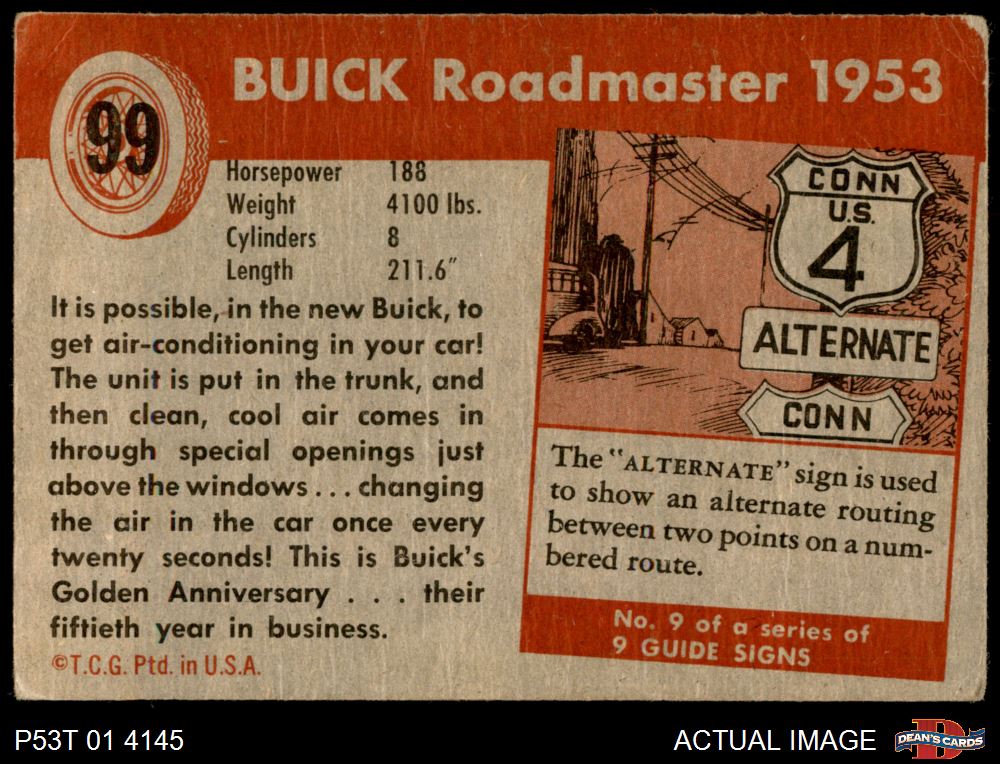 99
BUICK Roadmaster 1953
Horsepower 188
Weight 4100 lbs.
Cylinders 8
Length 211.6"
It is possible, in the new Buick, to
get air-conditioning in your car!
The unit is put in the trunk, and
then clean, cool air comes in
through special openings just
above the windows . . . changing
the air in the car once every
twenty seconds! This is Buick's
Golden Anniversary . . . their
fiftieth year in business.
©T.C.G. Ptd. in U.S.A.
CONN
U.S.
4
ALTERNATE
CONN
The "ALTERNATE" sign is used
to show an alternate routing
between two points on a num-
bered route.
No. 9 of a series of
9 GUIDE SIGNS
P53T 01 4145
ACTUAL IMAGE
DEAN'S CARDS